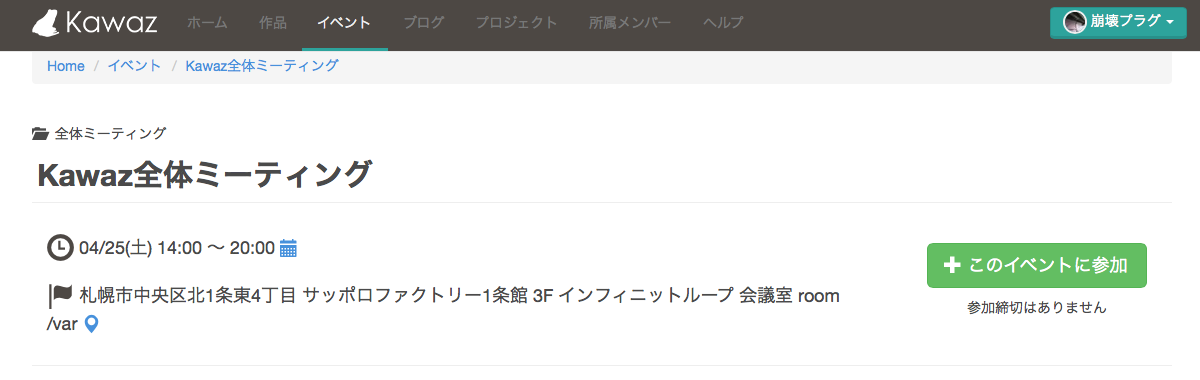 Kawaz ホーム 作品 イベント ブログ プロジェクト 所属メンバー ヘルプ 崩壊プラグ
Home / イベント / Kawaz全体ミーティング
全体ミーティング
Kawaz全体ミーティング
04/25(土) 14:00 〜 20:00
札幌市中央区北1条東4丁目 サッポロファクトリー1条館 3F インフィニットループ 会議室 room
/var
このイベントに参加
参加締切はありません